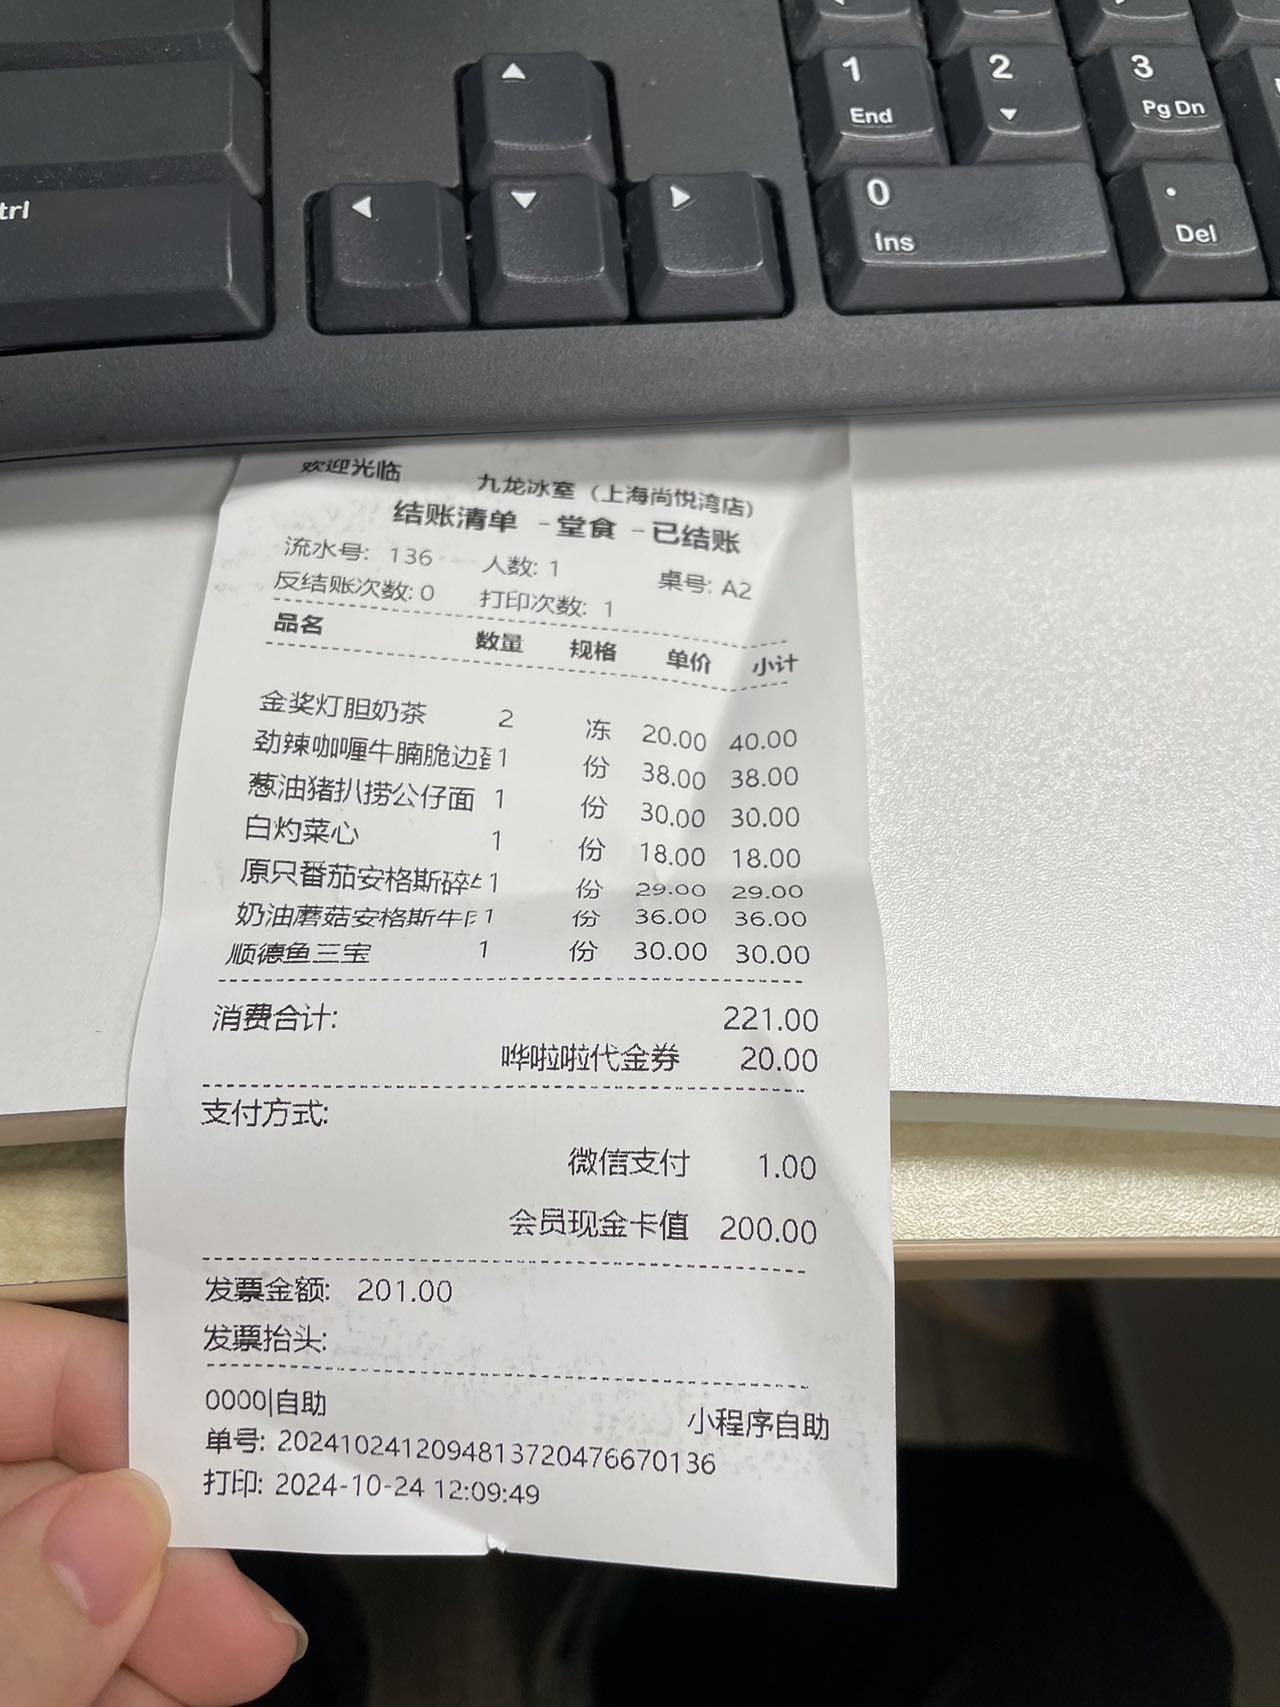 1
End
2
3
Pg Dn
trl
0
Ins
.
Del
欢迎光临 九龙冰室（上海尚悦湾店）
结账清单 -堂食 -已结账
流水号: 136 人数: 1 桌号: A2
反结账次数: 0 打印次数: 1
品名 数量 规格 单价 小计
金奖灯胆奶茶 2 冻 20.00 40.00
劲辣咖喱牛腩脆边 1 份 38.00 38.00
葱油猪扒捞公仔面 1 份 30.00 30.00
白灼菜心 1 份 18.00 18.00
原只番茄安格斯碎 1 份 29.00 29.00
奶油蘑菇安格斯牛 1 份 36.00 36.00
顺德鱼三宝 1 份 30.00 30.00
消费合计: 221.00
哗啦啦代金券 20.00
支付方式:
微信支付 1.00
会员现金卡值 200.00
发票金额: 201.00
发票抬头:
0000|自助 小程序自助
单号: 2024102412094813720476670136
打印: 2024-10-24 12:09:49